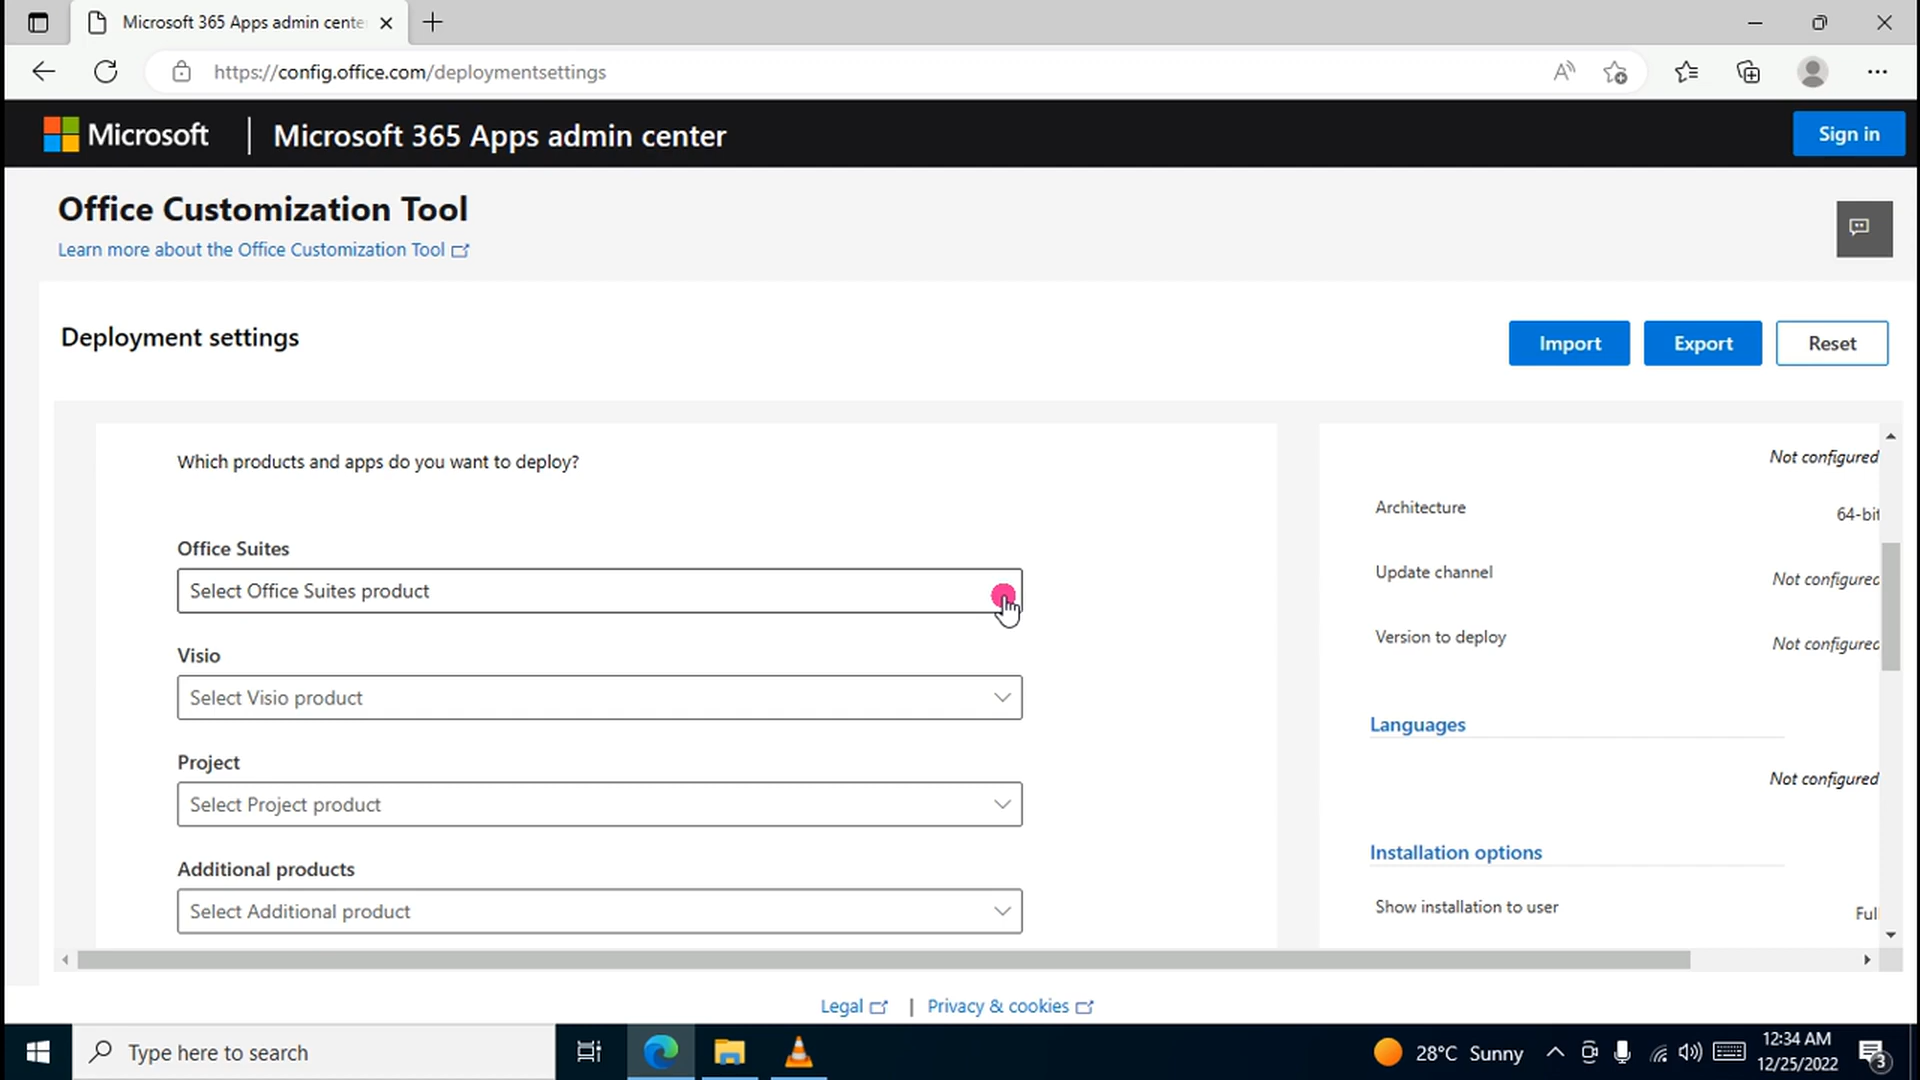 Microsoft 365 Apps admin cente
https://config.office.com/deploymentsettings
Microsoft | Microsoft 365 Apps admin center
Sign in
Office Customization Tool
Learn more about the Office Customization Tool
Deployment settings
Import
Export
Reset
Which products and apps do you want to deploy?
Office Suites
Select Office Suites product
Visio
Select Visio product
Project
Select Project product
Additional products
Select Additional product
Not configured
Architecture
64-bit
Update channel
Not configured
Version to deploy
Not configured
Languages
Not configured
Installation options
Show installation to user
Full
Legal | Privacy & cookies
Type here to search
28°C Sunny
12:34 AM
12/25/2022
3